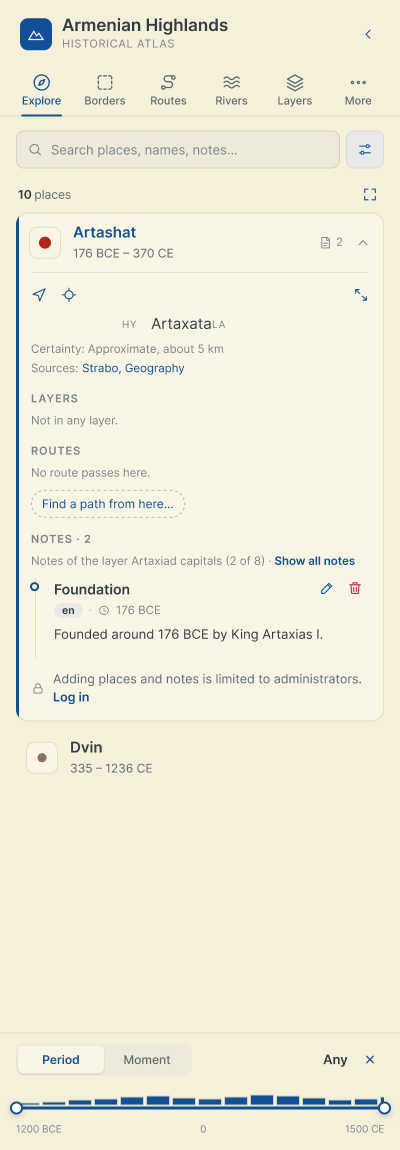 Armenian Highlands
HISTORICAL ATLAS
Explore
Borders
Routes
Rivers
Layers
More
Search places, names, notes...
10 places
Artashat
176 BCE – 370 CE
2
HY Artaxata LA
Certainty: Approximate, about 5 km
Sources: Strabo, Geography
LAYERS
Not in any layer.
ROUTES
No route passes here.
Find a path from here...
NOTES · 2
Notes of the layer Artaxiad capitals (2 of 8) · Show all notes
Foundation
en · 176 BCE
Founded around 176 BCE by King Artaxias I.
Adding places and notes is limited to administrators.
Log in
Dvin
335 – 1236 CE
Period
Moment
Any
1200 BCE
0
1500 CE